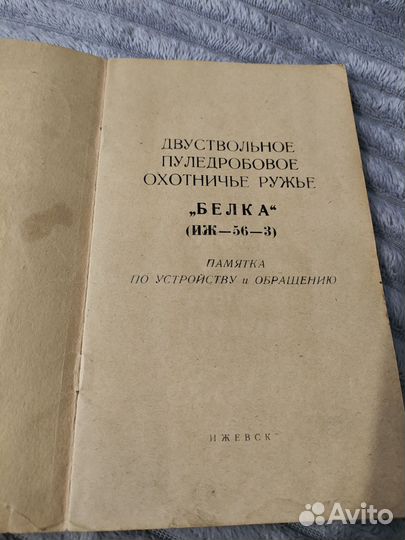 ДВУСТВОЛЬНОЕ
ПУЛЕДРОБОВОЕ
ОХОТНИЧЬЕ РУЖЬЕ
„БЕЛКА“
(ИЖ—56—3)
ПАМЯТКА
ПО УСТРОЙСТВУ и ОБРАЩЕНИЮ
ИЖЕВСК
Avito